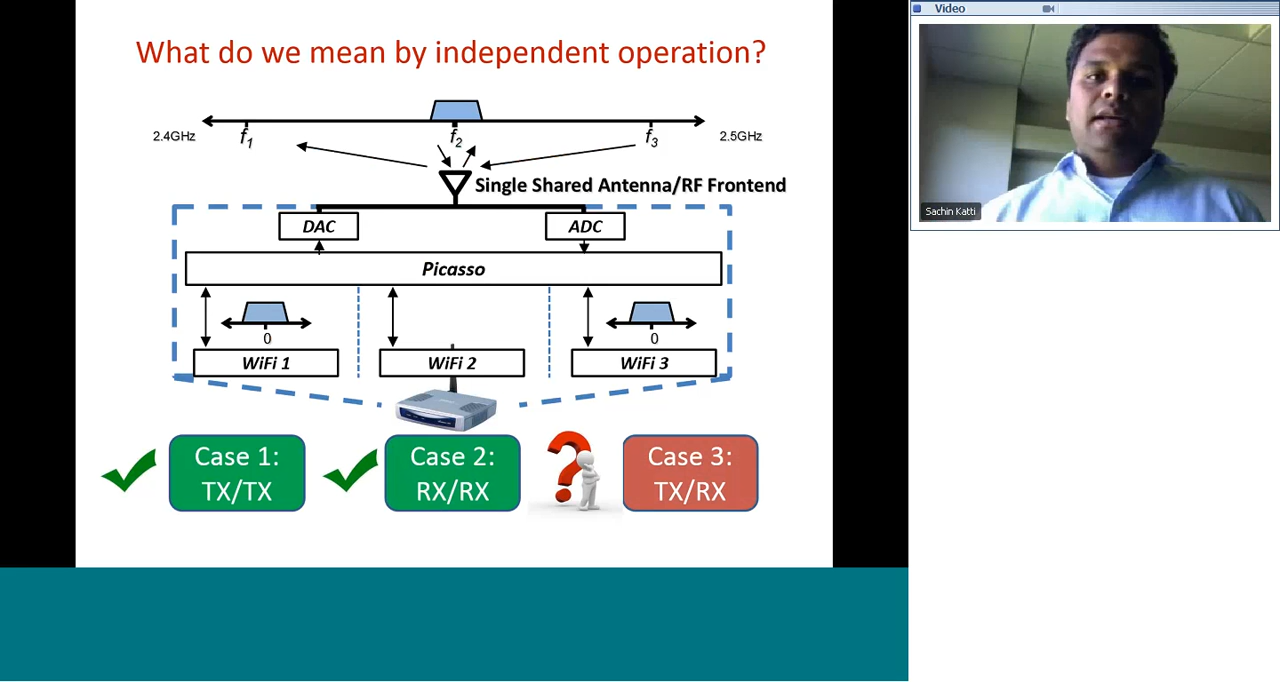 What do we mean by independent operation?
2.4GHz
f1
f2
f3
2.5GHz
Single Shared Antenna/RF Frontend
DAC
ADC
Picasso
0
0
WiFi 1
WiFi 2
WiFi 3
Case 1:
TX/TX
Case 2:
RX/RX
?
Case 3:
TX/RX
Video
Sachin Katti